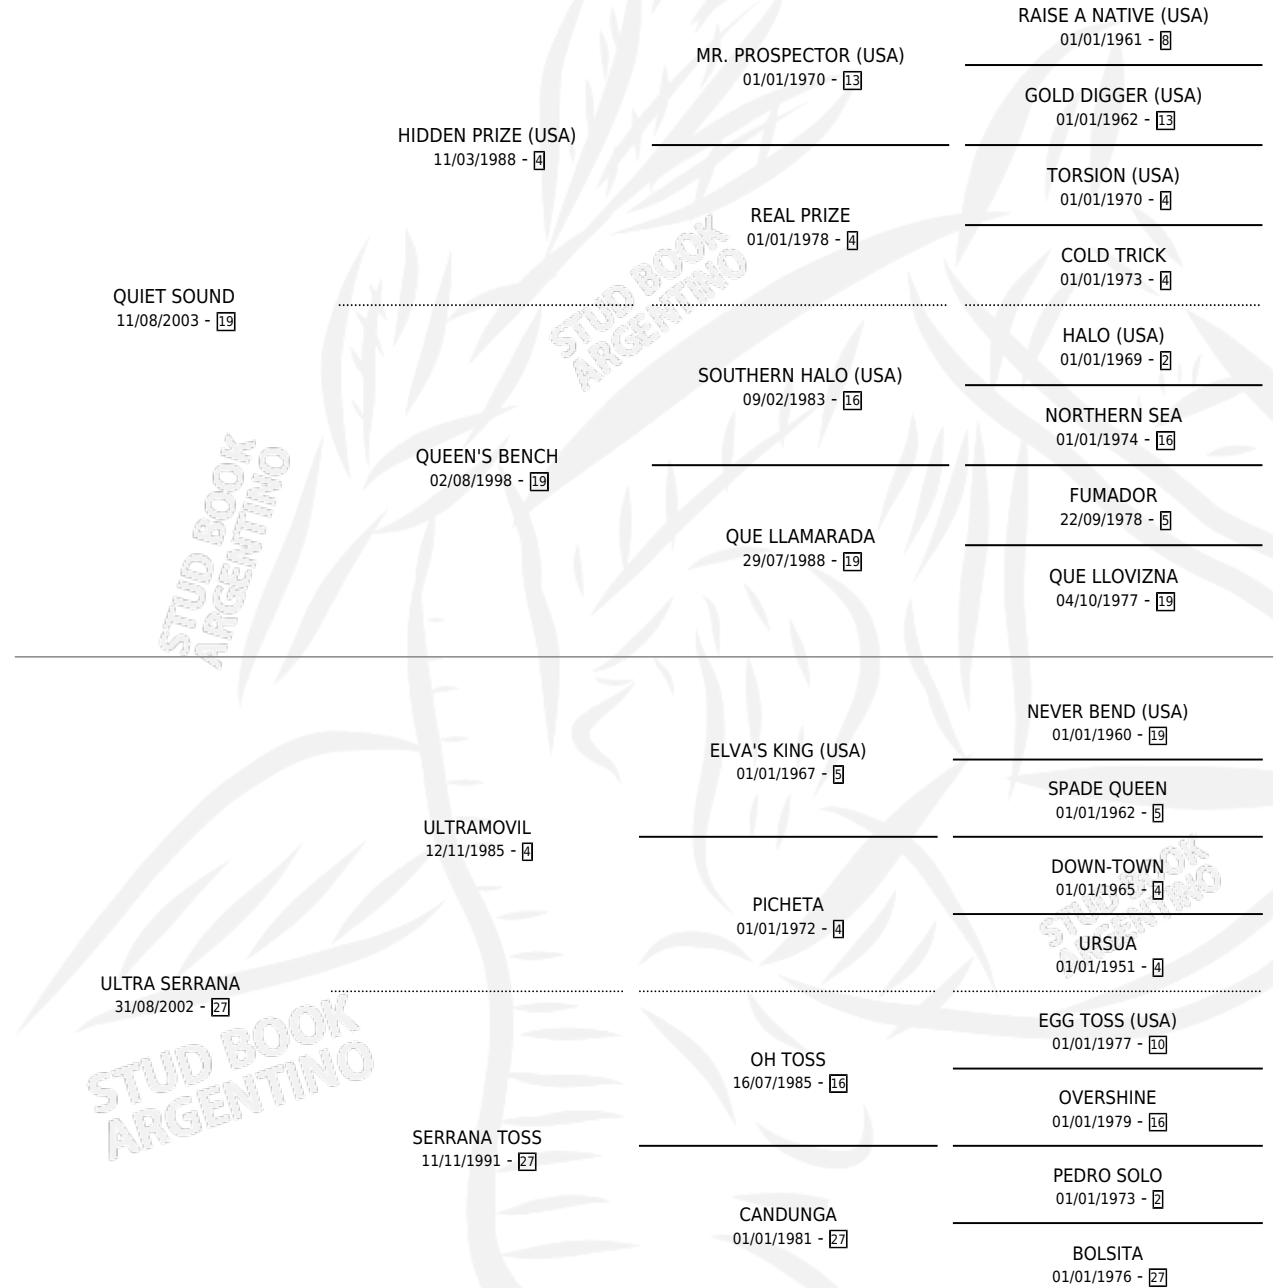 RAISE A NATIVE (USA)
01/01/1961 - 8
MR. PROSPECTOR (USA)
01/01/1970 - 13
GOLD DIGGER (USA)
01/01/1962 - 13
HIDDEN PRIZE (USA)
11/03/1988 - 4
TORSION (USA)
01/01/1970 - 4
REAL PRIZE
01/01/1978 - 4
COLD TRICK
01/01/1973 - 4
QUIET SOUND
11/08/2003 - 19
HALO (USA)
01/01/1969 - 2
SOUTHERN HALO (USA)
09/02/1983 - 16
NORTHERN SEA
01/01/1974 - 16
QUEEN'S BENCH
02/08/1998 - 19
FUMADOR
22/09/1978 - 5
QUE LLAMARADA
29/07/1988 - 19
QUE LLOVIZNA
04/10/1977 - 19
STUD BOOK
ARGENTINO
STUD BOOK
ARGENTINO
NEVER BEND (USA)
01/01/1960 - 19
ELVA'S KING (USA)
01/01/1967 - 5
SPADE QUEEN
01/01/1962 - 5
ULTRAMOVIL
12/11/1985 - 4
DOWN-TOWN
01/01/1965 - 4
PICHETA
01/01/1972 - 4
URSUA
01/01/1951 - 4
ULTRA SERRANA
31/08/2002 - 27
EGG TOSS (USA)
01/01/1977 - 10
OH TOSS
16/07/1985 - 16
OVERSHINE
01/01/1979 - 16
SERRANA TOSS
11/11/1991 - 27
PEDRO SOLO
01/01/1973 - 2
CANDUNGA
01/01/1981 - 27
BOLSITA
01/01/1976 - 27
STUD BOOK
ARGENTINO
STUD BOOK
ARGENTINO